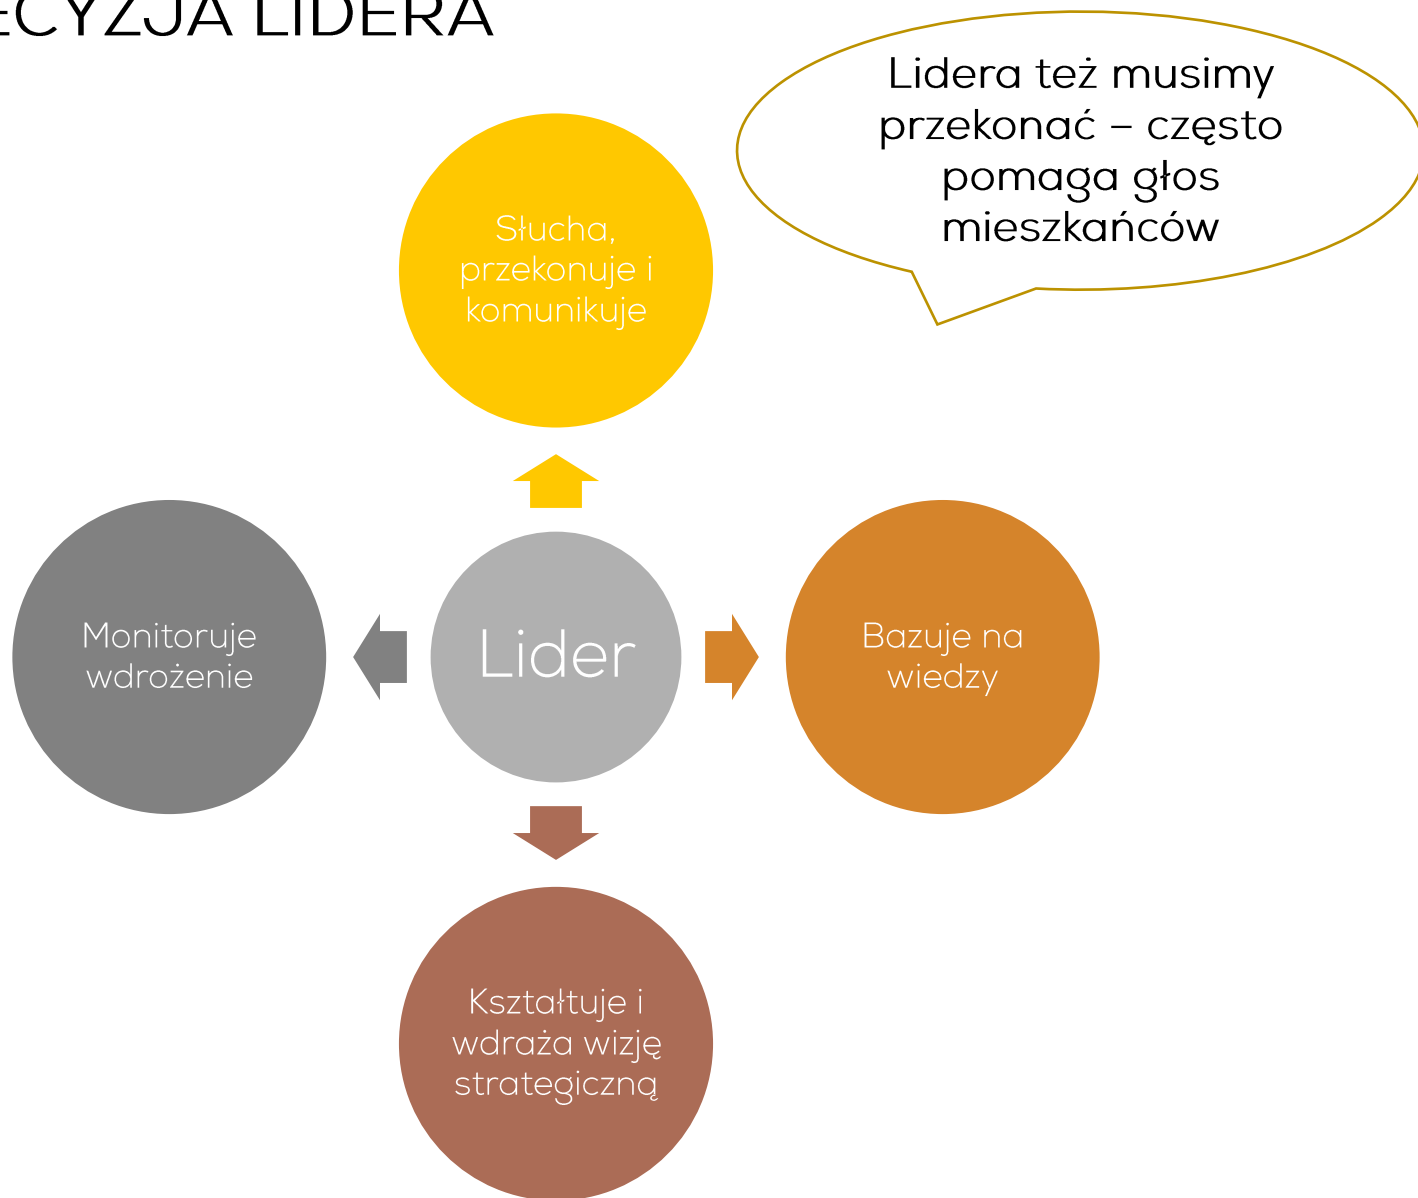 ECYZJA LIDERA
Lidera też musimy
przekonać – często
pomaga głos
mieszkańców
Słucha,
przekonuje i
komunikuje
Monitoruje
wdrożenie
Lider
Bazuje na
wiedzy
Kształtuje i
wdraża wizję
strategiczną